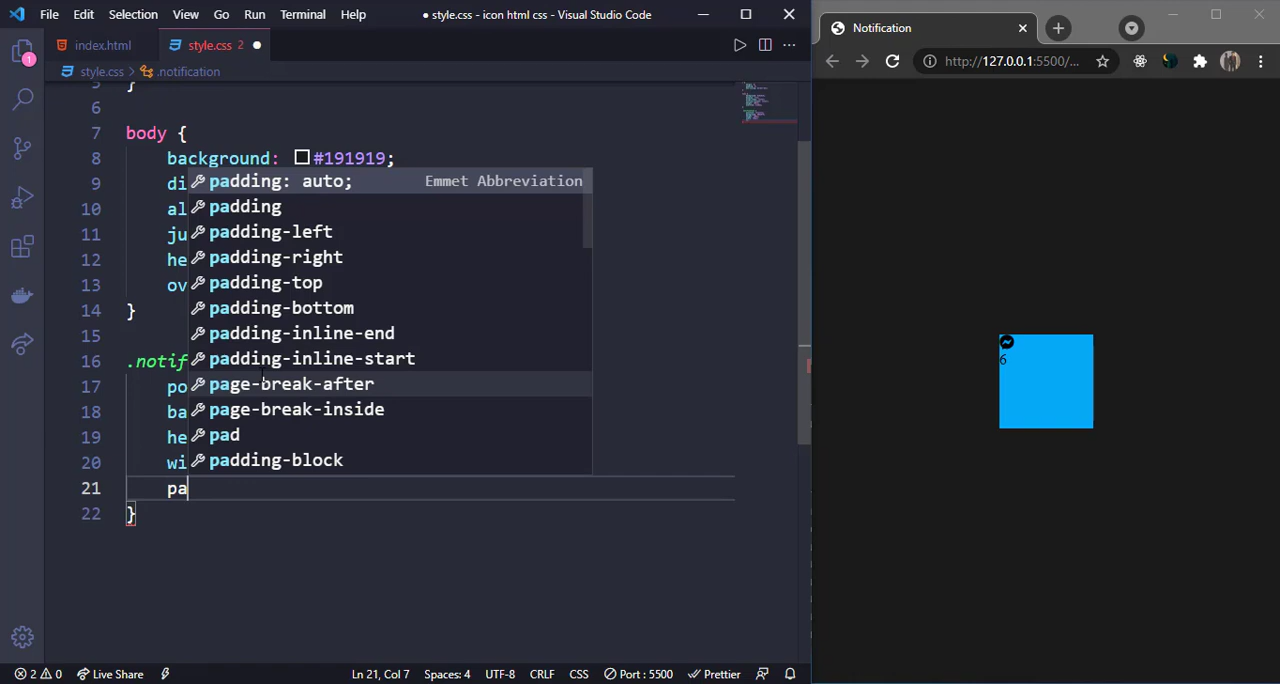 File Edit Selection View Go Run Terminal Help ● style.css - icon html css - Visual Studio Code
index.html style.css 2 ●
style.css > .notification
5 }
6
7 body {
8 background: #191919;
9 di
10 al
11 ju
12 he
13 ov
14 }
15
16 .notif
17 po
18 ba
19 he
20 wi
21 pa
22 }
padding: auto; Emmet Abbreviation
padding
padding-left
padding-right
padding-top
padding-bottom
padding-inline-end
padding-inline-start
page-break-after
page-break-inside
pad
padding-block
1
2 0 Live Share Ln 21, Col 7 Spaces: 4 UTF-8 CRLF CSS Port : 5500 Prettier
Notification
http://127.0.0.1:5500/...
6